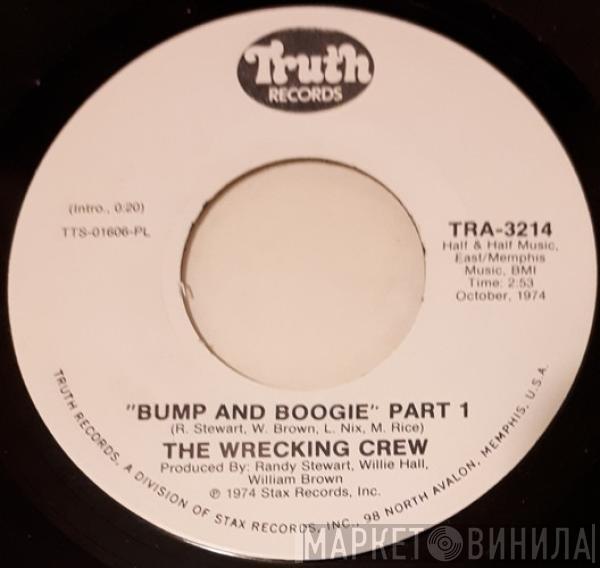 Truth
RECORDS
(Intro., 0:20)
TTS-01606-PL
TRA-3214
Half & Half Music,
East/Memphis
Music, BMI
Time: 2:53
October, 1974
"BUMP AND BOOGIE" PART 1
(R. Stewart, W. Brown, L. Nix, M. Rice)
THE WRECKING CREW
Produced By: Randy Stewart, Willie Hall,
William Brown
℗ 1974 Stax Records, Inc.
TRUTH RECORDS, A DIVISION OF STAX RECORDS, INC., 98 NORTH AVALON, MEMPHIS, U.S.A.
МАРКЕТ ВИНИЛА